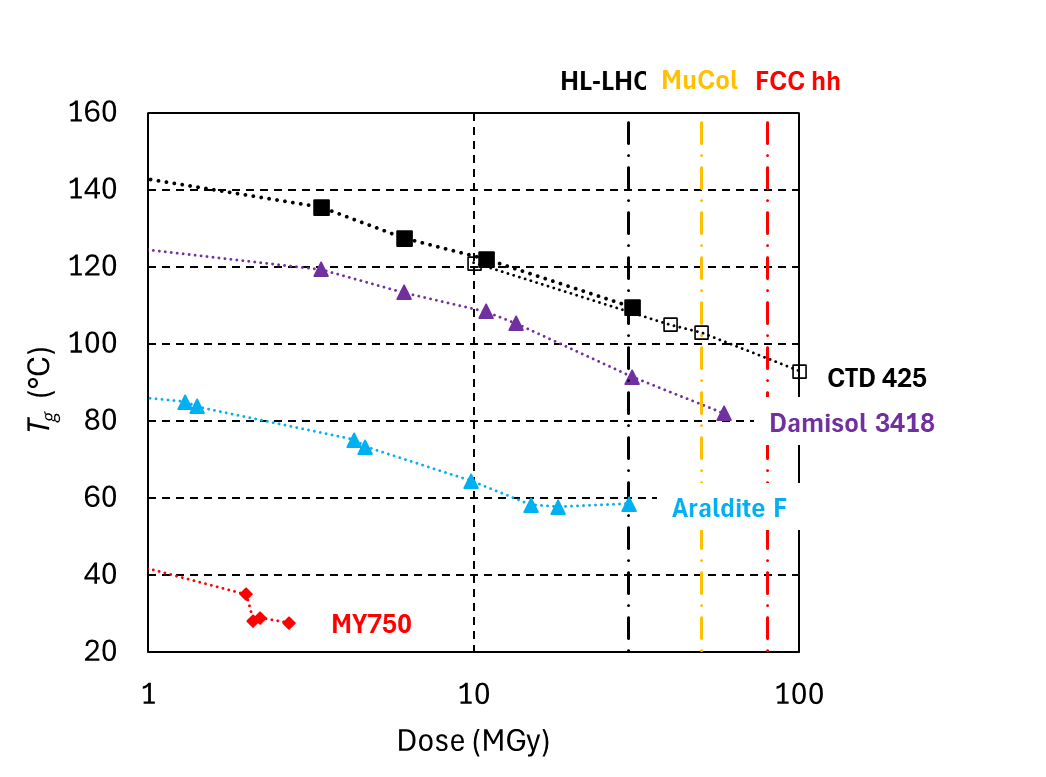 HL-LHC MuCol FCC hh
160
140
120
100
80
60
40
20
Tg (°C)
CTD 425
Damisol 3418
Araldite F
MY750
1 10 100
Dose (MGy)